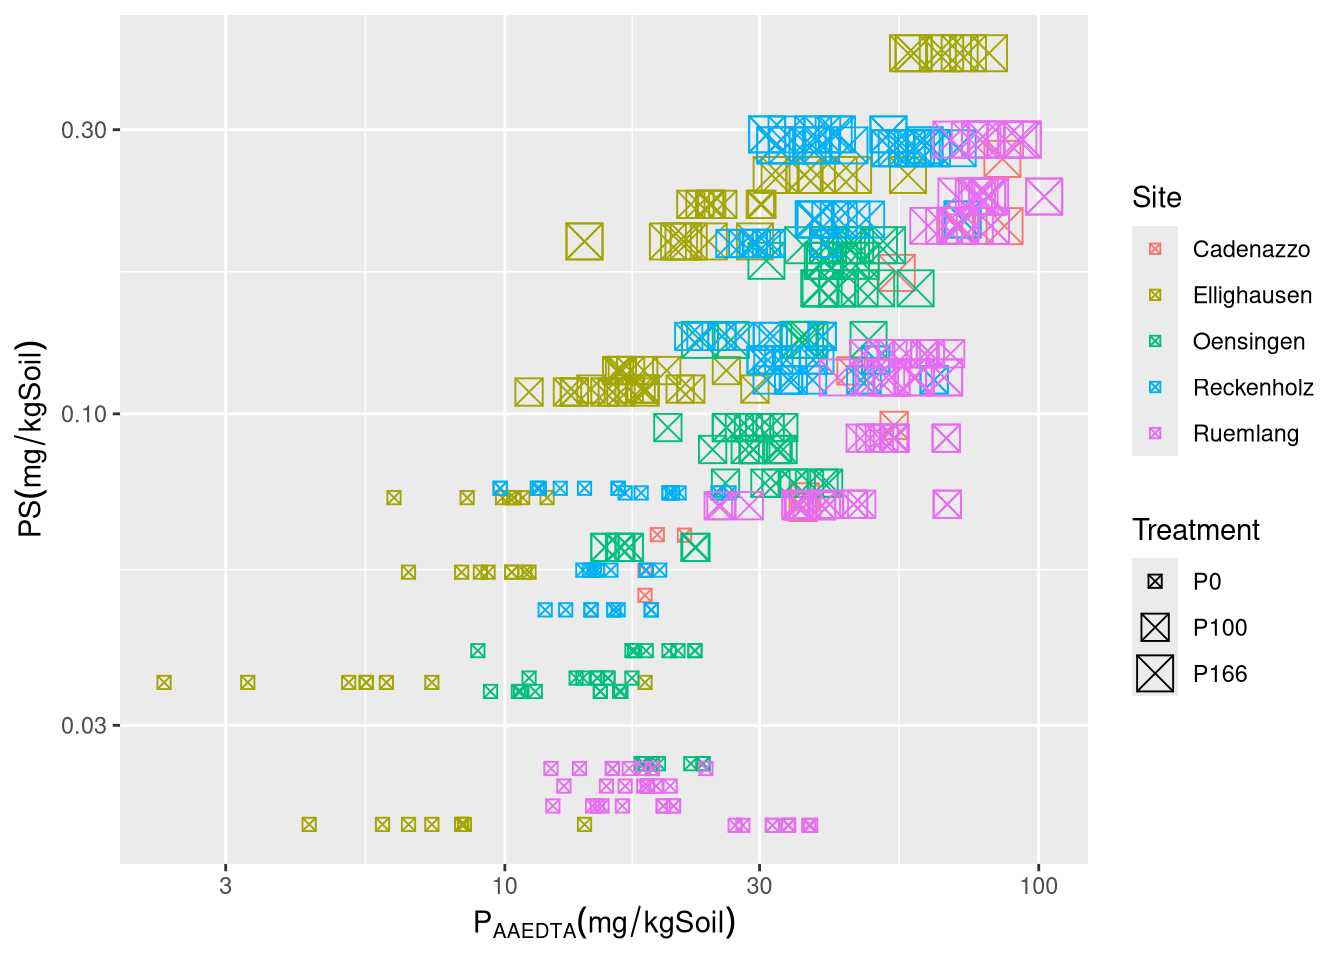 PS(mg/kgSoil)
0.30
0.10
0.03
3
10
30
100
P_AAEDTA(mg/kgSoil)
Site
Cadenazzo
Ellighausen
Oensingen
Reckenholz
Ruemlang
Treatment
P0
P100
P166